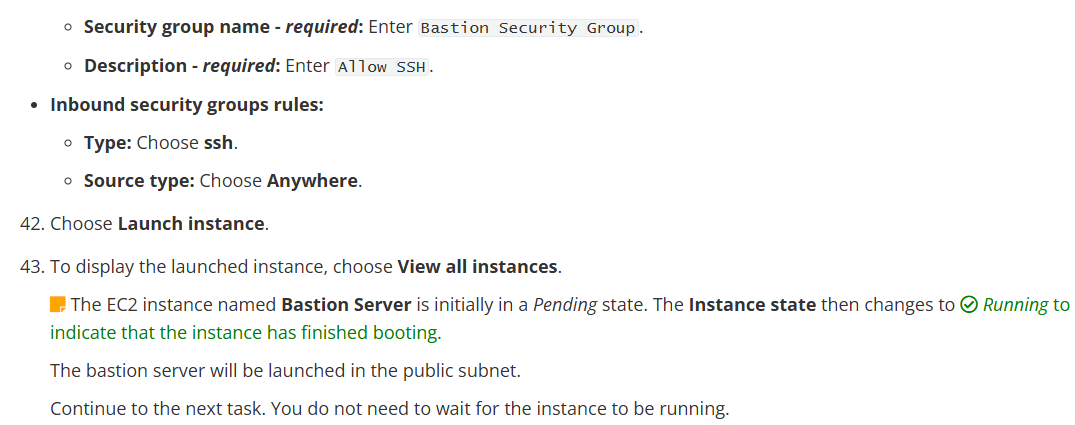 Security group name - required: Enter Bastion Security Group.
Description - required: Enter Allow SSH.
Inbound security groups rules:
Type: Choose ssh.
Source type: Choose Anywhere.
42. Choose Launch instance.
43. To display the launched instance, choose View all instances.
The EC2 instance named Bastion Server is initially in a Pending state. The Instance state then changes to Running to
indicate that the instance has finished booting.
The bastion server will be launched in the public subnet.
Continue to the next task. You do not need to wait for the instance to be running.